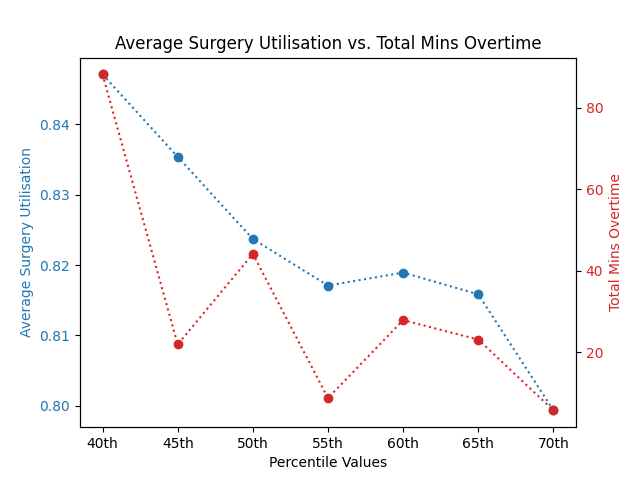 Average Surgery Utilisation vs. Total Mins Overtime
0.84
0.83
0.82
0.81
0.80
Average Surgery Utilisation
80
60
40
20
Total Mins Overtime
40th 45th 50th 55th 60th 65th 70th
Percentile Values